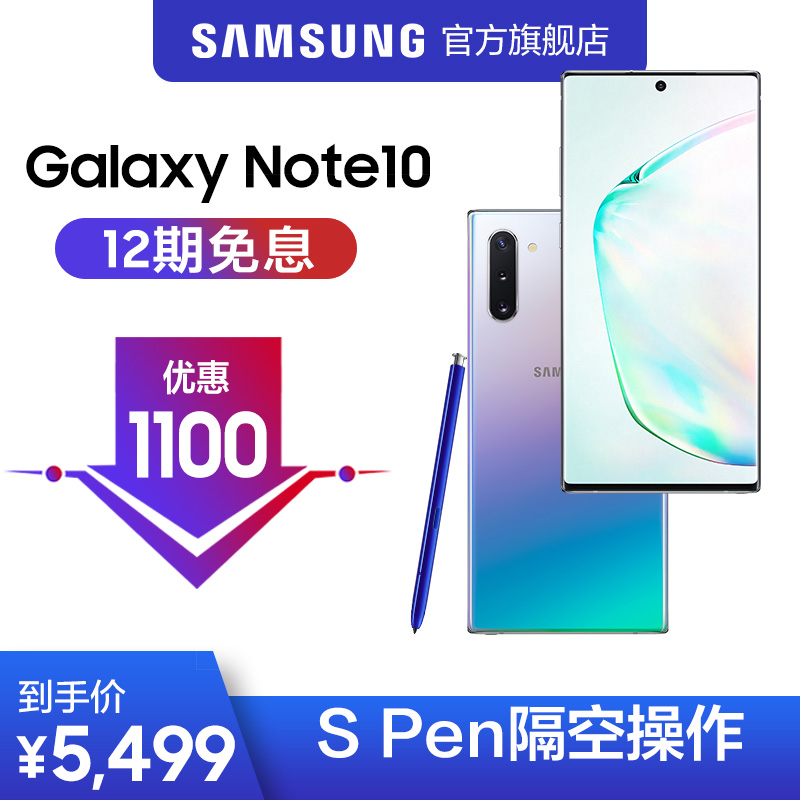 SAMSUNG 官方旗舰店
Galaxy Note10
12期免息
优惠
1100
SAM
到手价
¥5,499
S Pen隔空操作